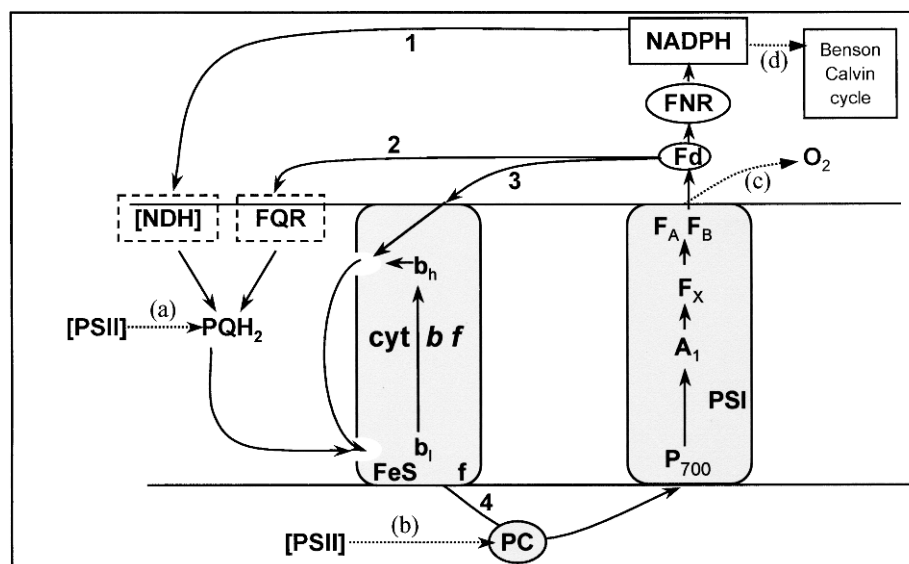 1
NADPH
(d)
Benson
Calvin
cycle
FNR
2
Fd
3
O2
(c)
[NDH]
FQR
FA FB
bh
FX
(a)
[PSII]
PQH2
cyt b f
A1
PSI
bl
P700
FeS
f
4
(b)
[PSII]
PC